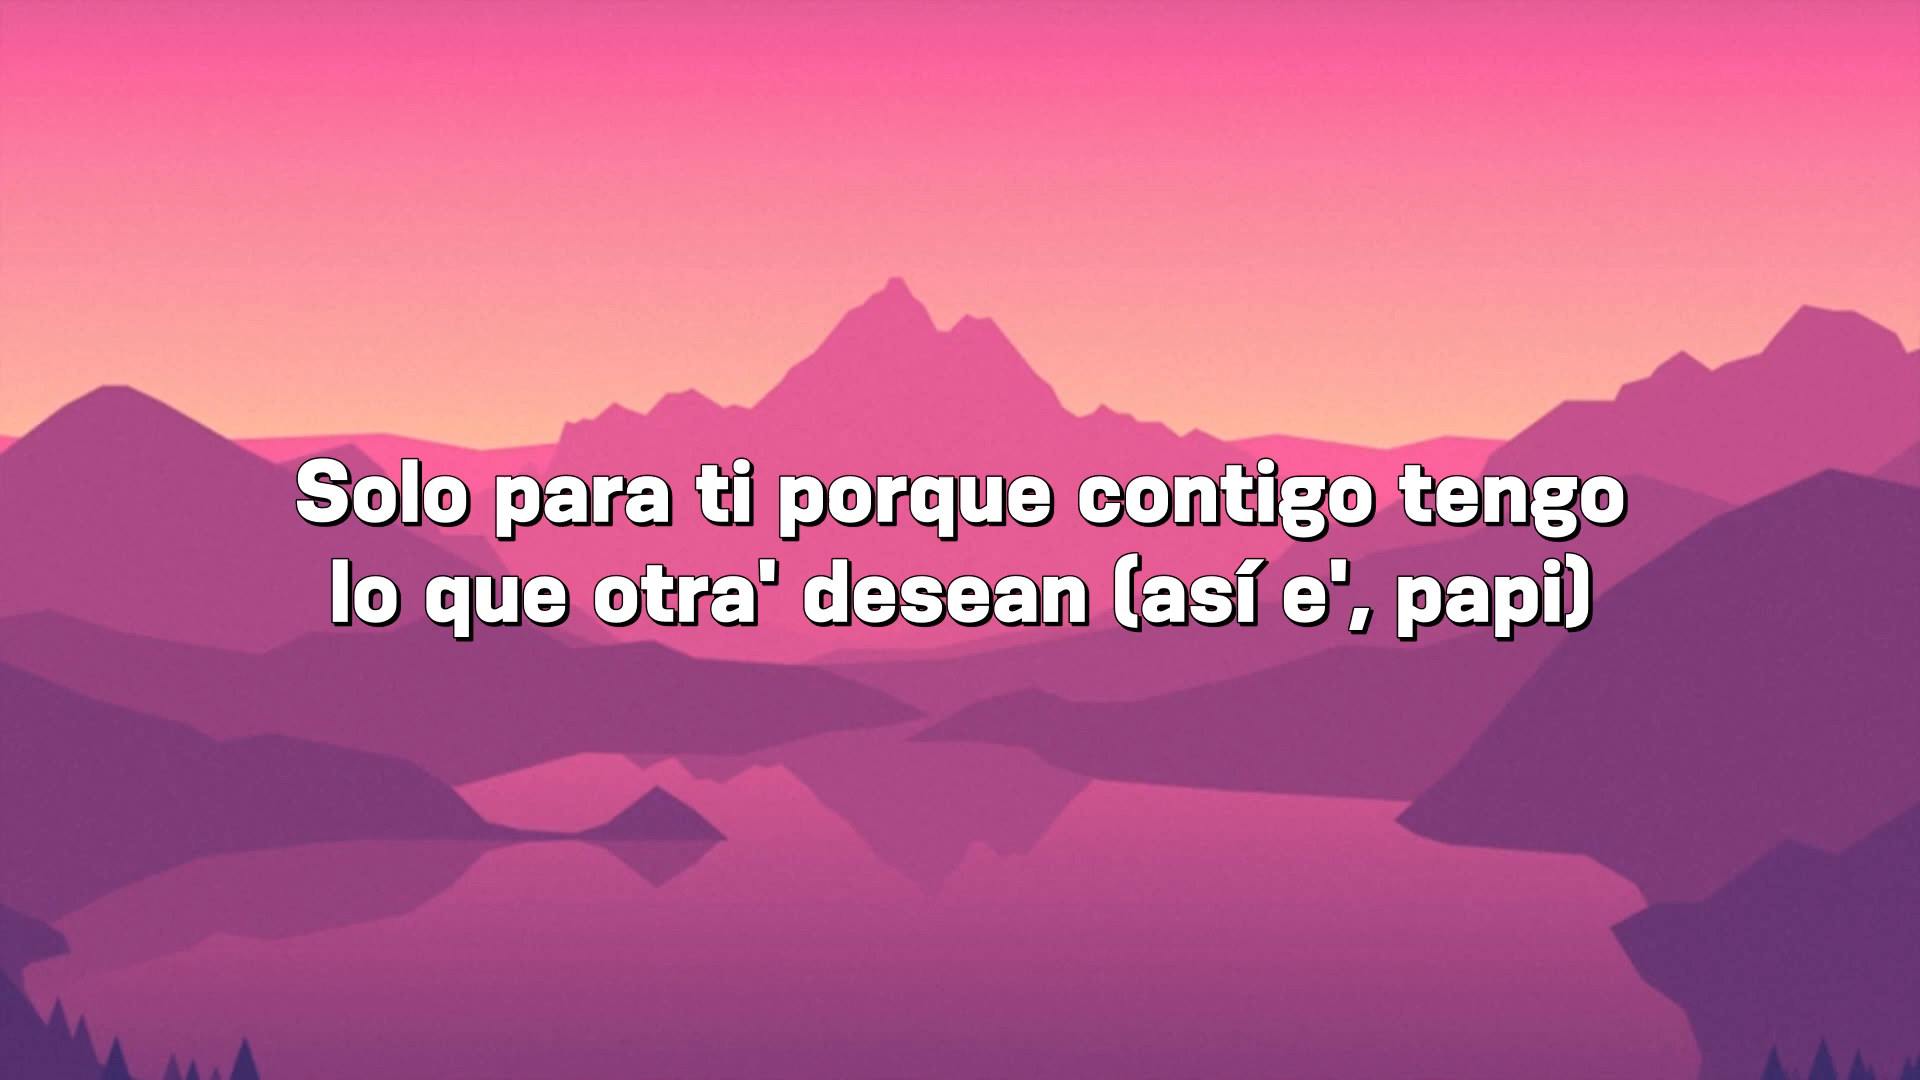 Solo para ti porque contigo tengo
lo que otra' desean (así e', papi)